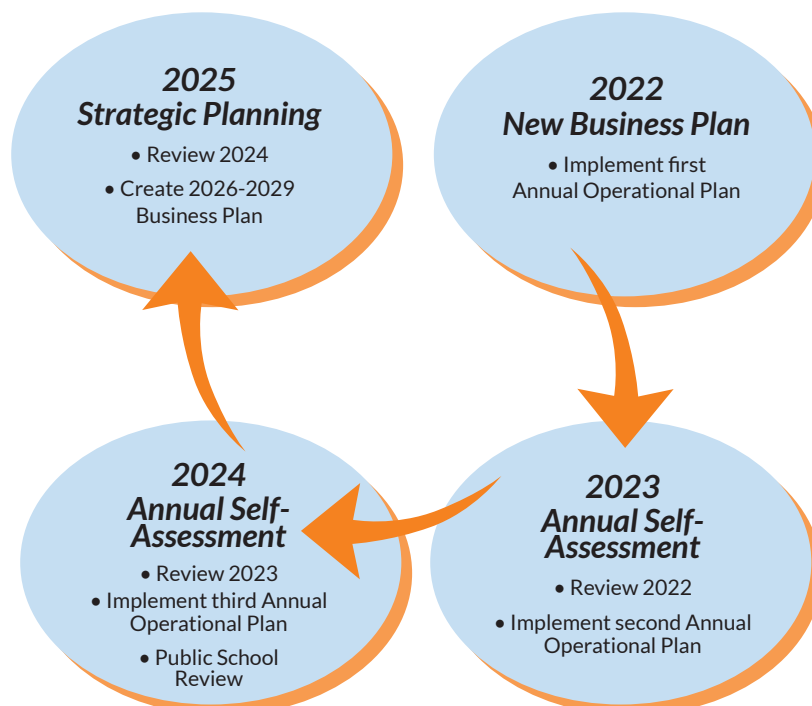 2025
Strategic Planning
• Review 2024
• Create 2026-2029
Business Plan
2022
New Business Plan
• Implement first
Annual Operational Plan
2024
Annual Self-
Assessment
• Review 2023
• Implement third Annual
Operational Plan
• Public School
Review
2023
Annual Self-
Assessment
• Review 2022
• Implement second Annual
Operational Plan